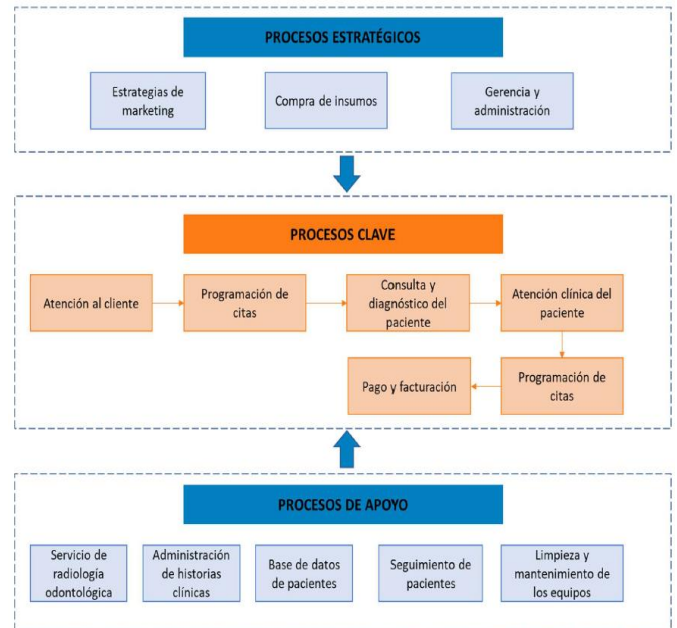 PROCESOS ESTRATÉGICOS
Estrategias de
marketing
Compra de insumos
Gerencia y
administración
PROCESOS CLAVE
Atención al cliente
Programación de
citas
Consulta y
diagnóstico del
paciente
Atención clínica del
paciente
Pago y facturación
Programación de
citas
PROCESOS DE APOYO
Servicio de
radiología
odontológica
Administración
de historias
clínicas
Base de datos
de pacientes
Seguimiento de
pacientes
Limpieza y
mantenimiento de
los equipos